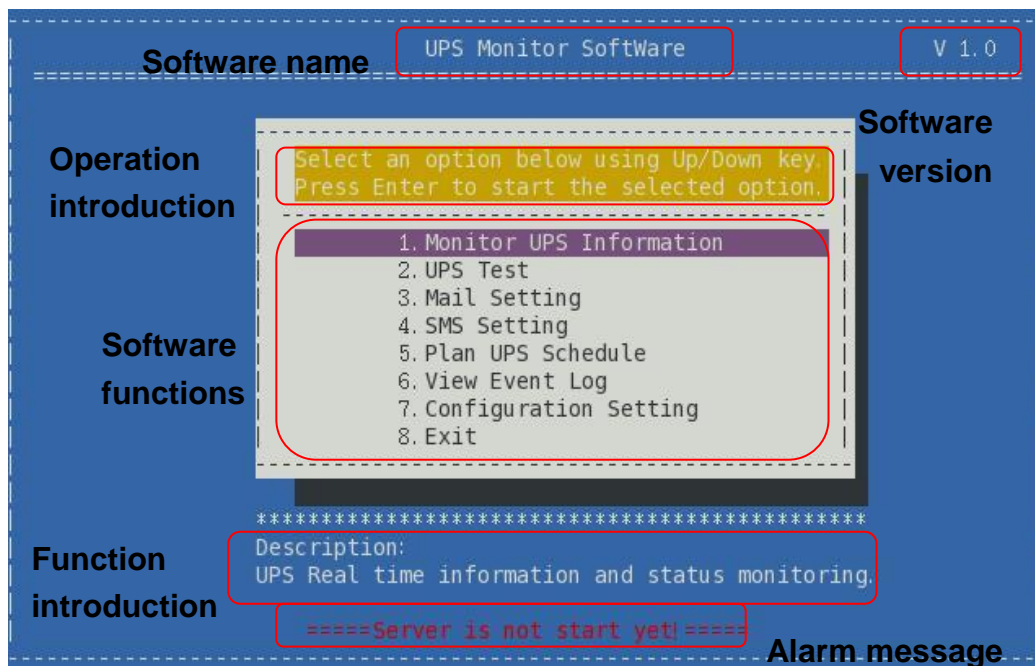 Software name
UPS Monitor SoftWare
V 1.0
Software version
Operation introduction
Select an option below using Up/Down key.
Press Enter to start the selected option.
Software functions
1. Monitor UPS Information
2. UPS Test
3. Mail Setting
4. SMS Setting
5. Plan UPS Schedule
6. View Event Log
7. Configuration Setting
8. Exit
************************************************
Function introduction
Description:
UPS Real time information and status monitoring.
=====Server is not start yet!=====
Alarm message